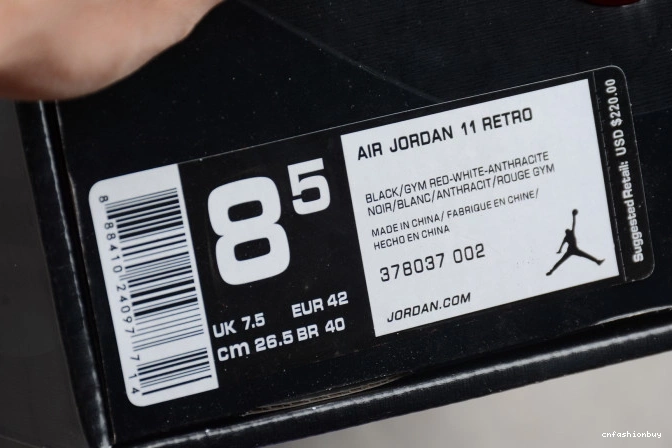 AIR JORDAN 11 RETRO
BLACK/GYM RED-WHITE-ANTHRACITE
NOIR/BLANC/ANTHRACIT/ROUGE GYM
MADE IN CHINA/ FABRIQUE EN CHINE/
HECHO EN CHINA
378037 002
JORDAN.COM
8 5
UK 7.5 EUR 42
cm 26.5 BR 40
8 88410 24097 7 14
Suggested Retail: USD $220.00
cnfashionbuy